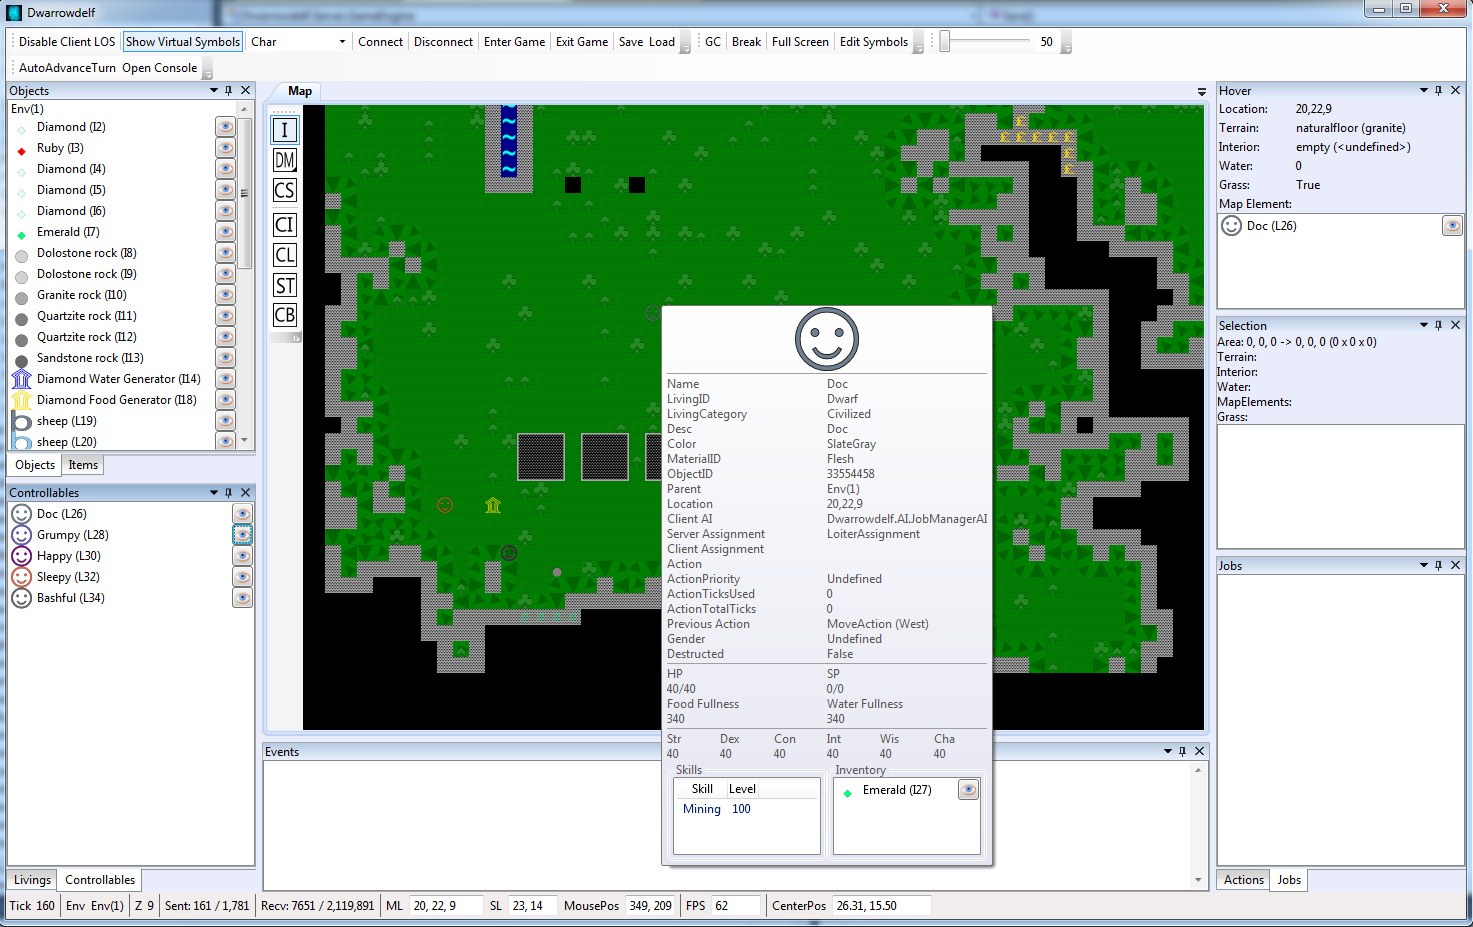 Dwarrowdelf
Disable Client LOS Show Virtual Symbols Char Connect Disconnect Enter Game Exit Game Save Load GC Break Full Screen Edit Symbols 50
AutoAdvanceTurn Open Console
Objects
Env(1)
Diamond (I2)
Ruby (I3)
Diamond (I4)
Diamond (I5)
Diamond (I6)
Emerald (I7)
Dolostone rock (I8)
Dolostone rock (I9)
Granite rock (I10)
Quartzite rock (I11)
Quartzite rock (I12)
Sandstone rock (I13)
Diamond Water Generator (I14)
Diamond Food Generator (I18)
sheep (L19)
sheep (L20)
Objects Items
Controllables
Doc (L26)
Grumpy (L28)
Happy (L30)
Sleepy (L32)
Bashful (L34)
Livings Controllables
Map
I
DM
CS
CI
CL
ST
CB
Name Doc
LivingID Dwarf
LivingCategory Civilized
Desc Doc
Color SlateGray
MaterialID Flesh
ObjectID 33554458
Parent Env(1)
Location 20,22,9
Client AI Dwarrowdelf.AI.JobManagerAI
Server Assignment LoiterAssignment
Client Assignment
Action
ActionPriority Undefined
ActionTicksUsed 0
ActionTotalTicks 0
Previous Action MoveAction (West)
Gender Undefined
Destructed False
HP SP
40/40 0/0
Food Fullness Water Fullness
340 340
Str Dex Con Int Wis Cha
40 40 40 40 40 40
Skills Inventory
Skill Level
Mining 100
Emerald (I27)
Events
Hover
Location: 20,22,9
Terrain: naturalfloor (granite)
Interior: empty (<undefined>)
Water: 0
Grass: True
Map Element:
Doc (L26)
Selection
Area: 0, 0, 0 -> 0, 0, 0 (0 x 0 x 0)
Terrain:
Interior:
Water:
MapElements:
Grass:
Jobs
Actions Jobs
Tick 160 Env Env(1) Z 9 Sent: 161 / 1,781 Recv: 7651 / 2,119,891 ML 20, 22, 9 SL 23, 14 MousePos 349, 209 FPS 62 CenterPos 26.31, 15.50